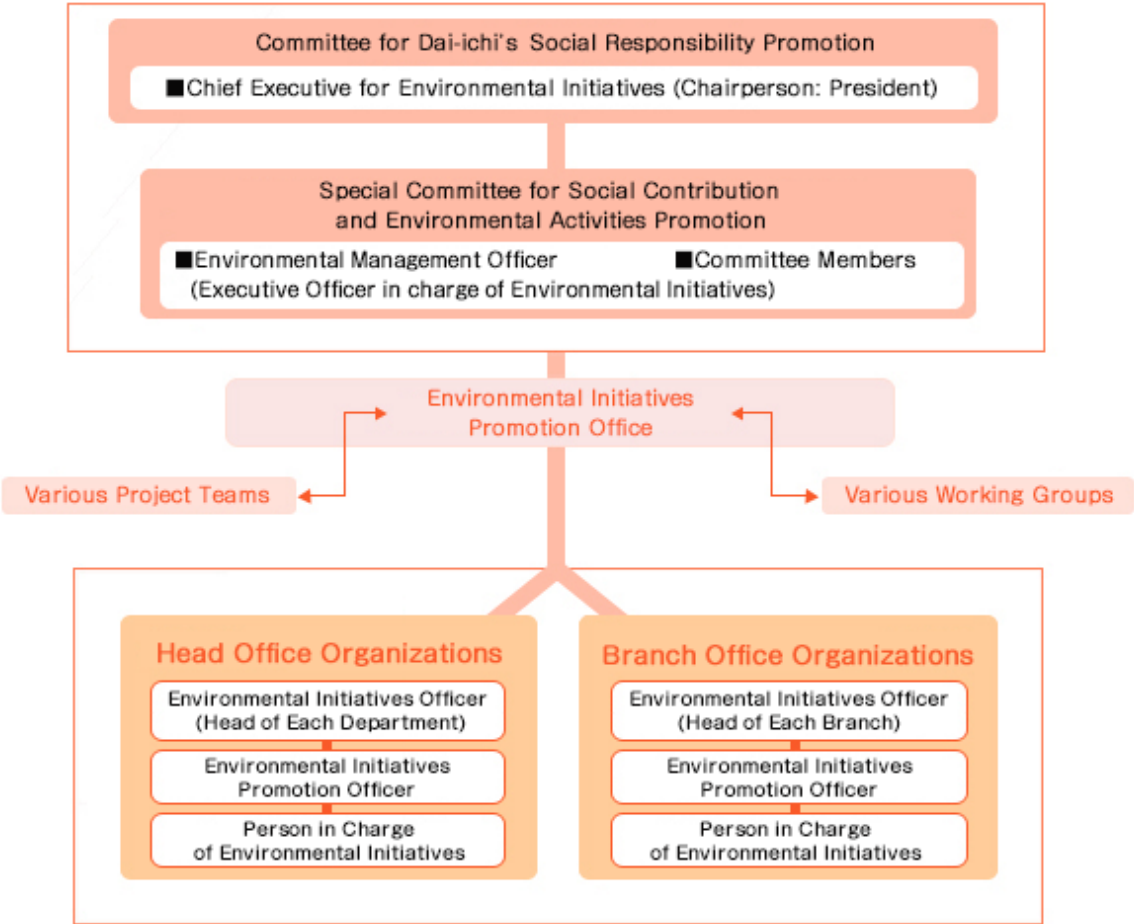 Committee for Dai-ichi's Social Responsibility Promotion
■Chief Executive for Environmental Initiatives (Chairperson: President)
Special Committee for Social Contribution
and Environmental Activities Promotion
■Environmental Management Officer ■Committee Members
(Executive Officer in charge of Environmental Initiatives)
Environmental Initiatives
Promotion Office
Various Project Teams
Various Working Groups
Head Office Organizations
Environmental Initiatives Officer
(Head of Each Department)
Environmental Initiatives
Promotion Officer
Person in Charge
of Environmental Initiatives
Branch Office Organizations
Environmental Initiatives Officer
(Head of Each Branch)
Environmental Initiatives
Promotion Officer
Person in Charge
of Environmental Initiatives